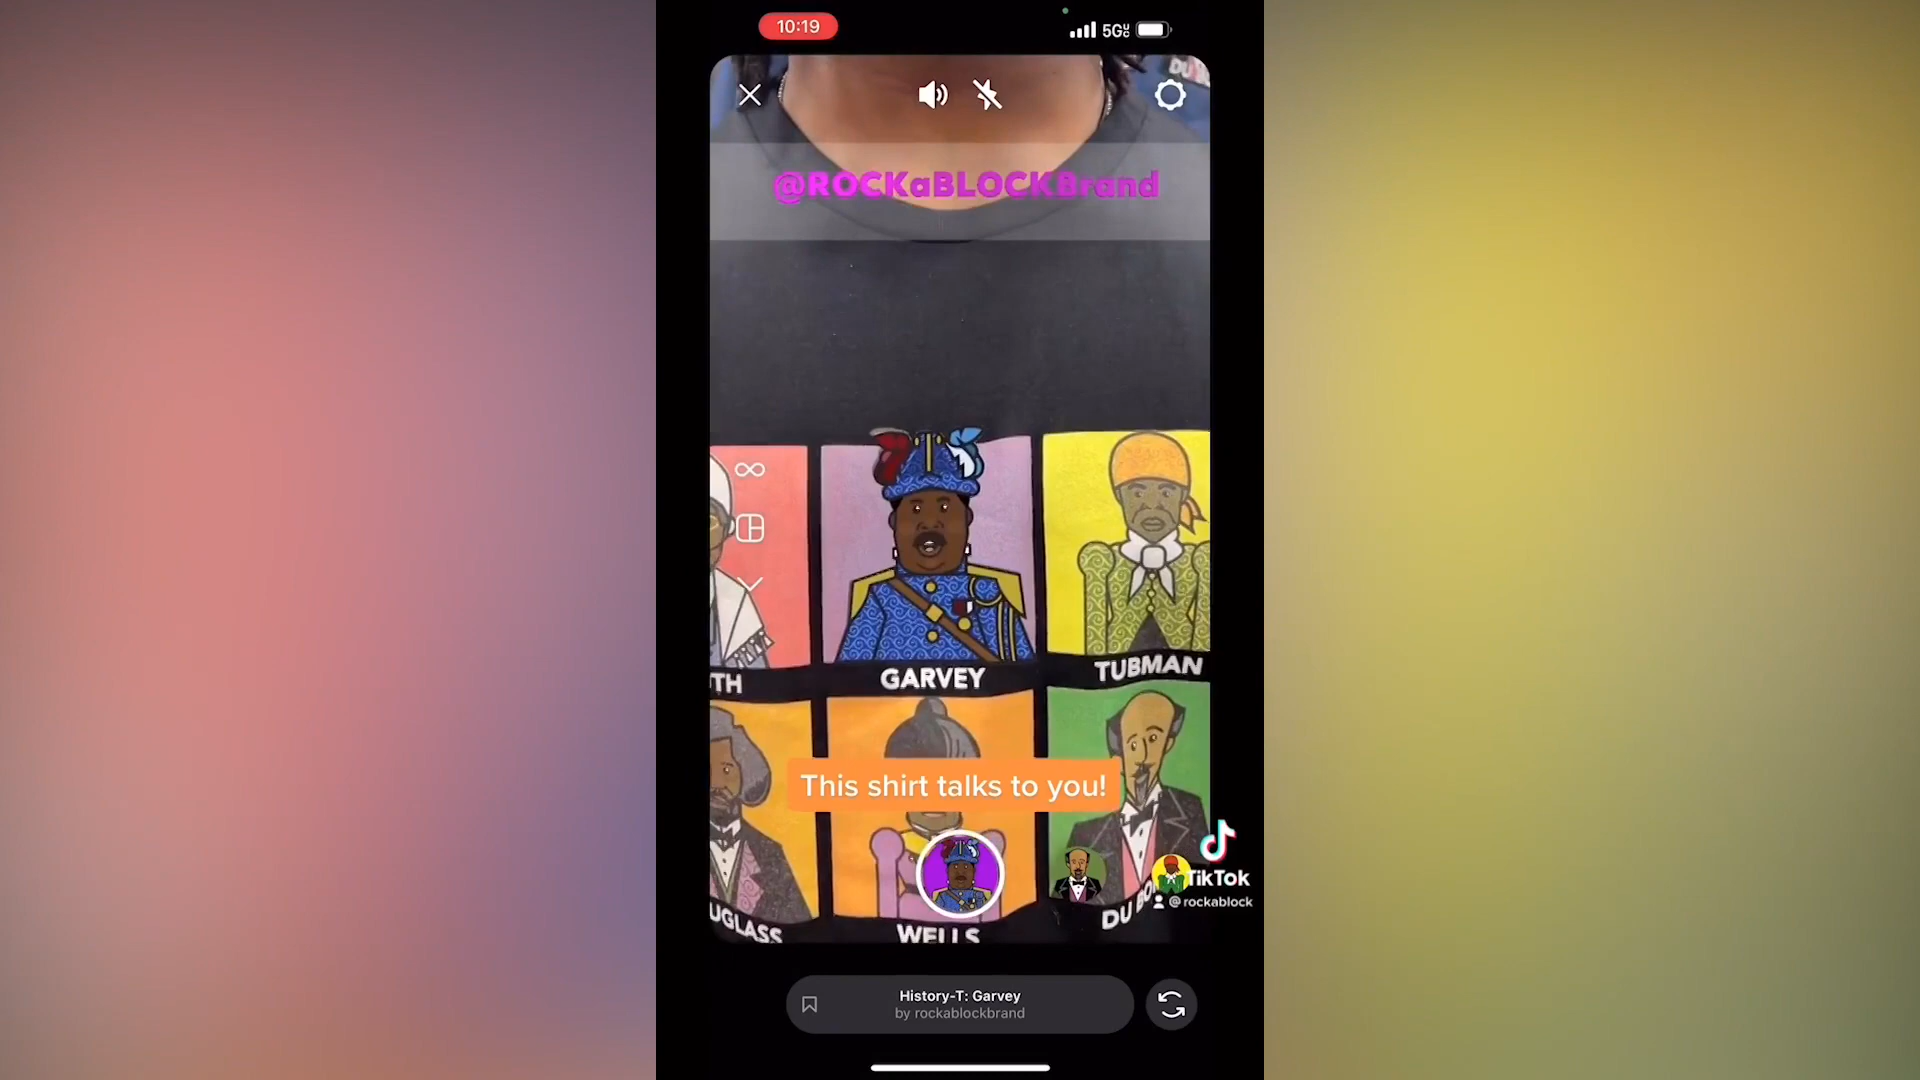 10:19
5G
@ROCKaBLOCKBrand
TH
GARVEY
TUBMAN
This shirt talks to you!
UGLASS
WELLS
DU BO
TikTok
@rockablock
History-T: Garvey
by rockablockbrand